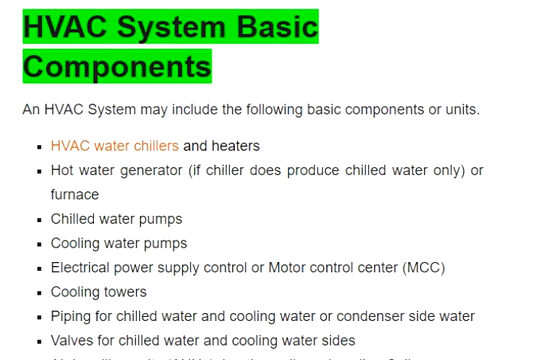 HVAC System Basic
Components
An HVAC System may include the following basic components or units.
▪ HVAC water chillers and heaters
▪ Hot water generator (if chiller does produce chilled water only) or
furnace
▪ Chilled water pumps
▪ Cooling water pumps
▪ Electrical power supply control or Motor control center (MCC)
▪ Cooling towers
▪ Piping for chilled water and cooling water or condenser side water
▪ Valves for chilled water and cooling water sides